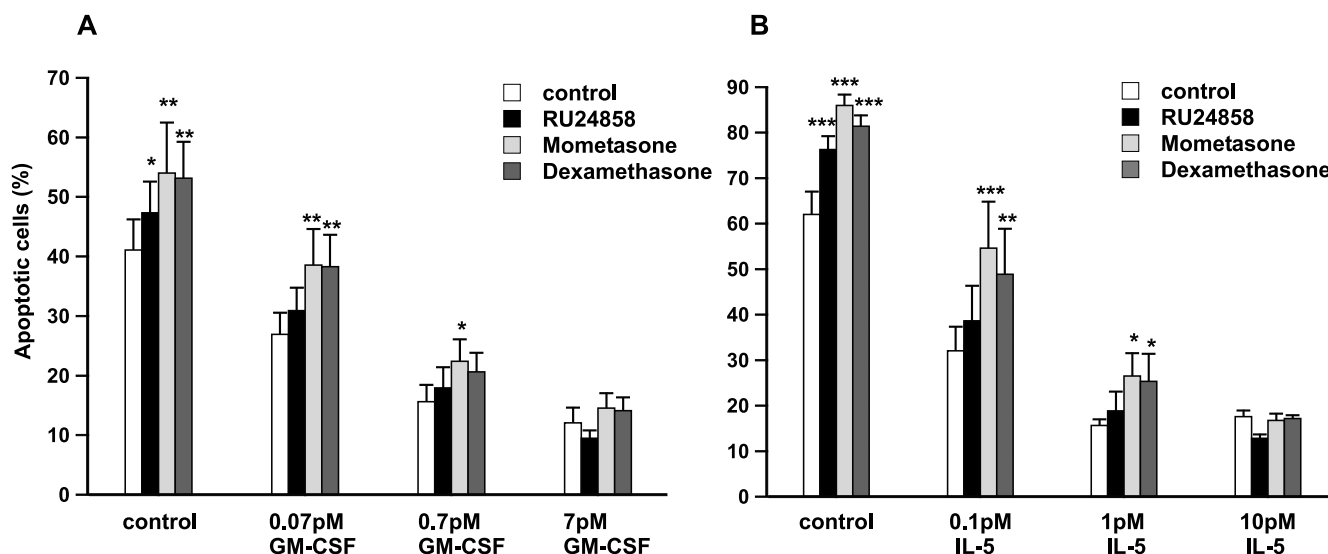 A
Apoptotic cells (%)
70
60
50
40
30
20
10
0
** 
* **
** **
*
control
RU24858
Mometasone
Dexamethasone
control 0.07pM 0.7pM 7pM
GM-CSF GM-CSF GM-CSF
B
90
80
70
60
50
40
30
20
10
0
***
*** ***
***
**
* *
control
RU24858
Mometasone
Dexamethasone
control 0.1pM 1pM 10pM
IL-5 IL-5 IL-5